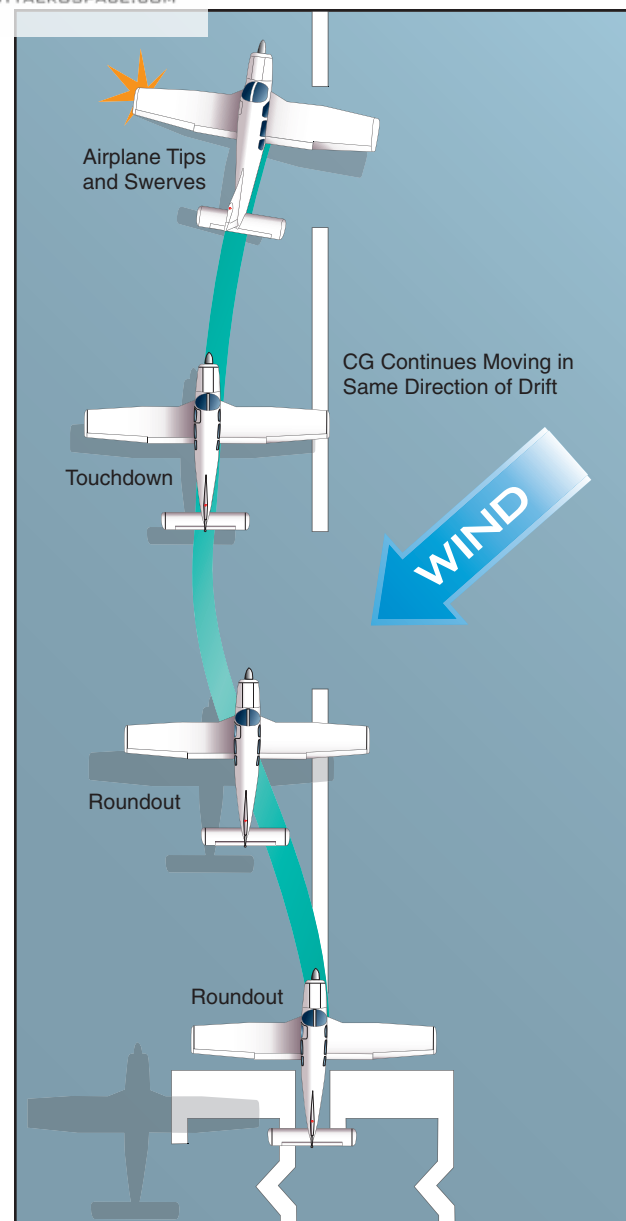 Airplane Tips
and Swerves
CG Continues Moving in
Same Direction of Drift
Touchdown
WIND
Roundout
Roundout